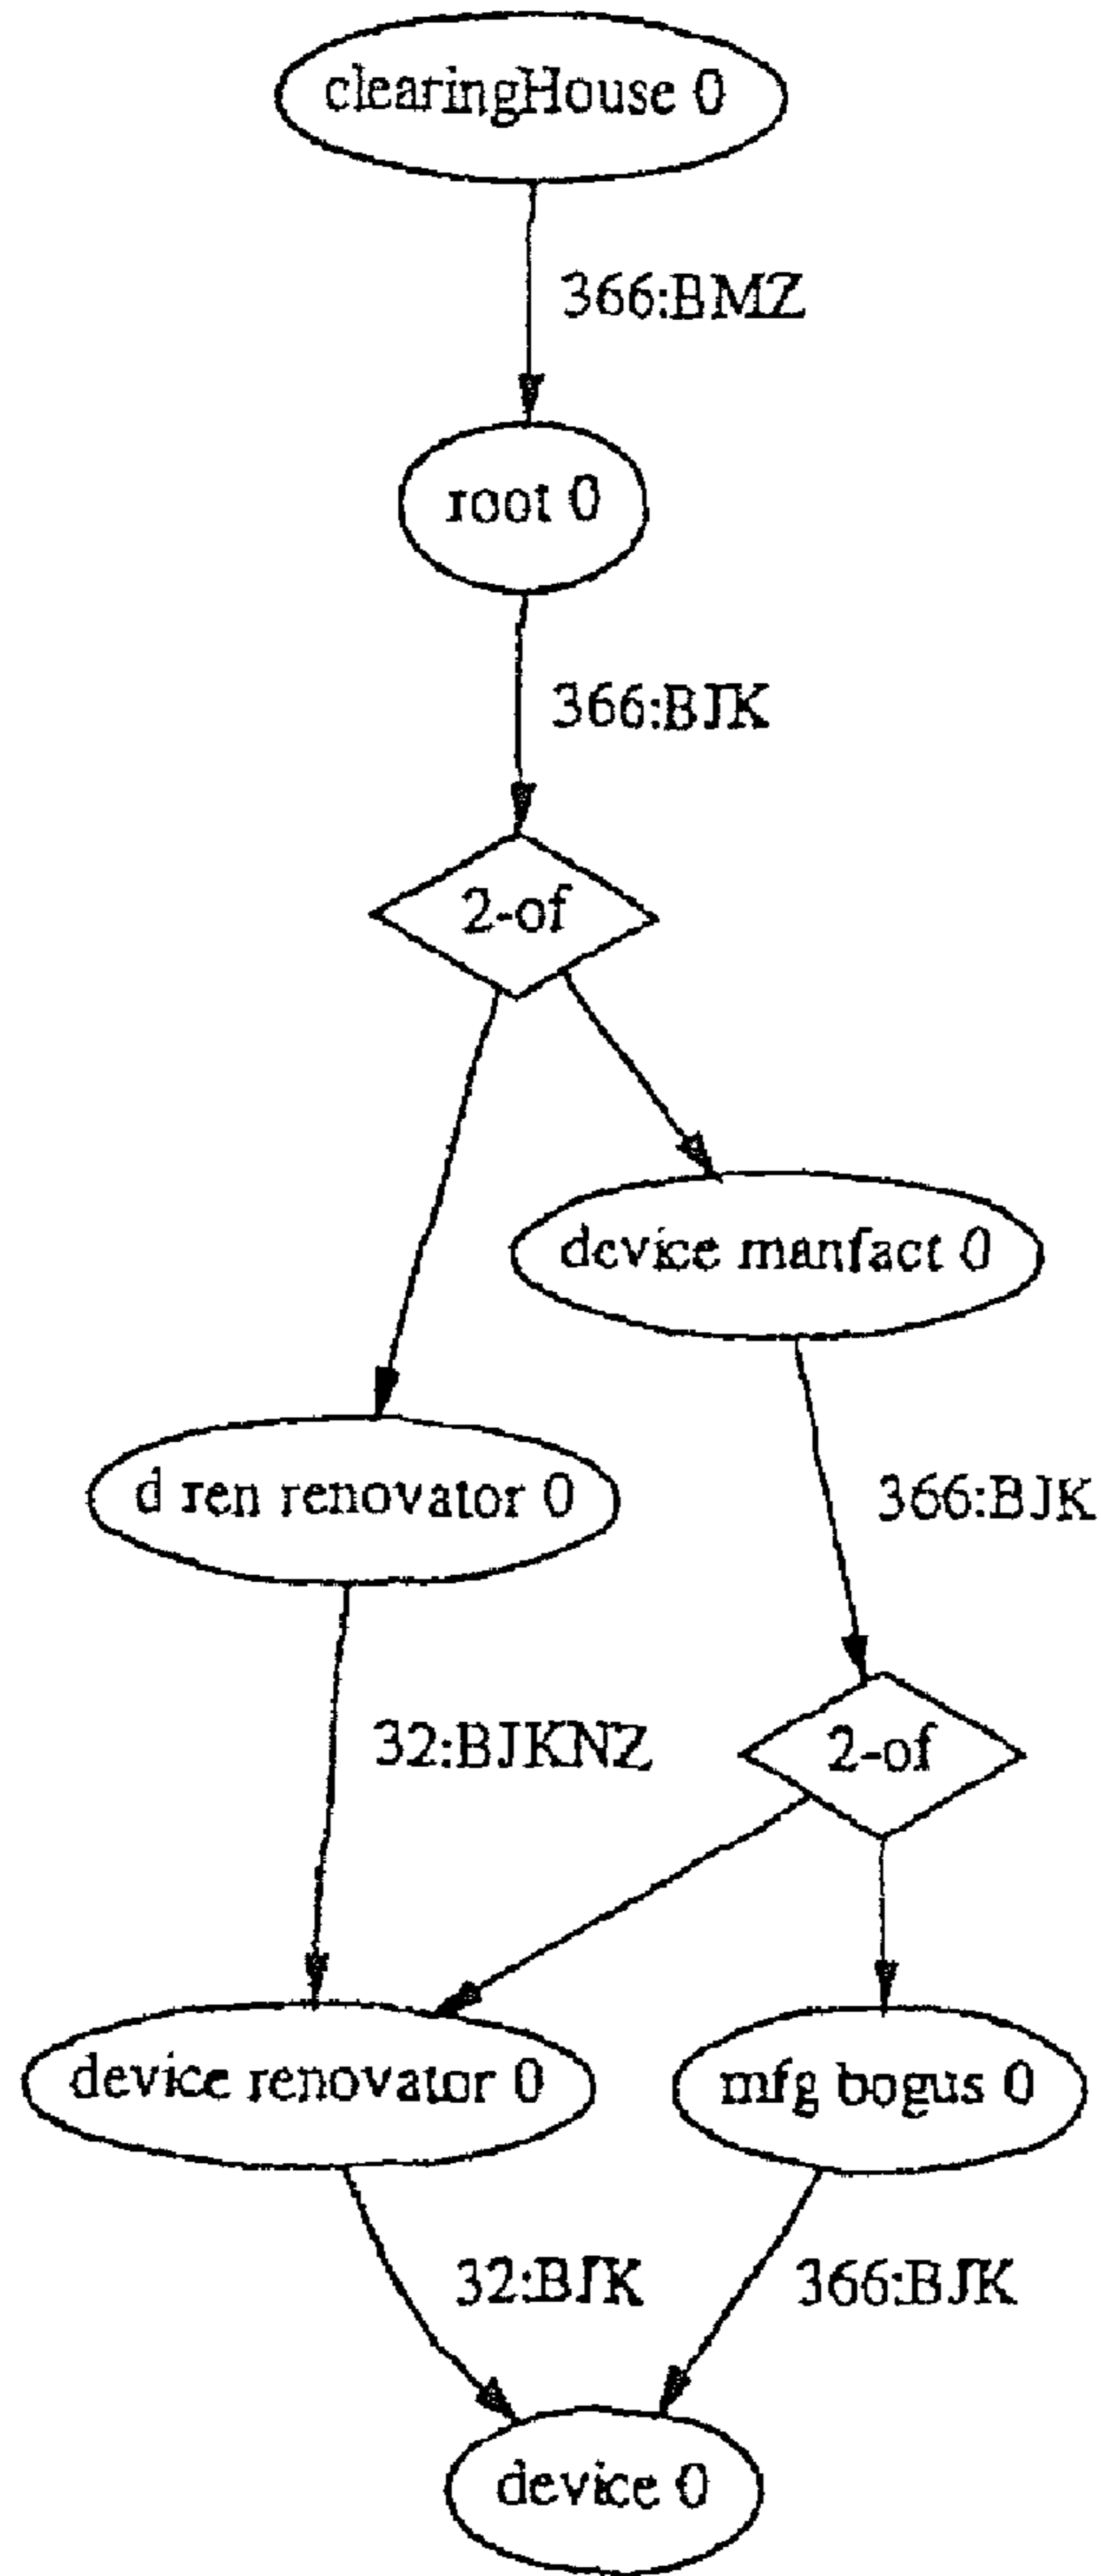 clearingHouse 0
366:BMZ
root 0
366:BJK
2-of
device manfact 0
d ren renovator 0
366:BJK
32:BJKNZ
2-of
device renovator 0
mfg bogus 0
32:BJK
366:BJK
device 0